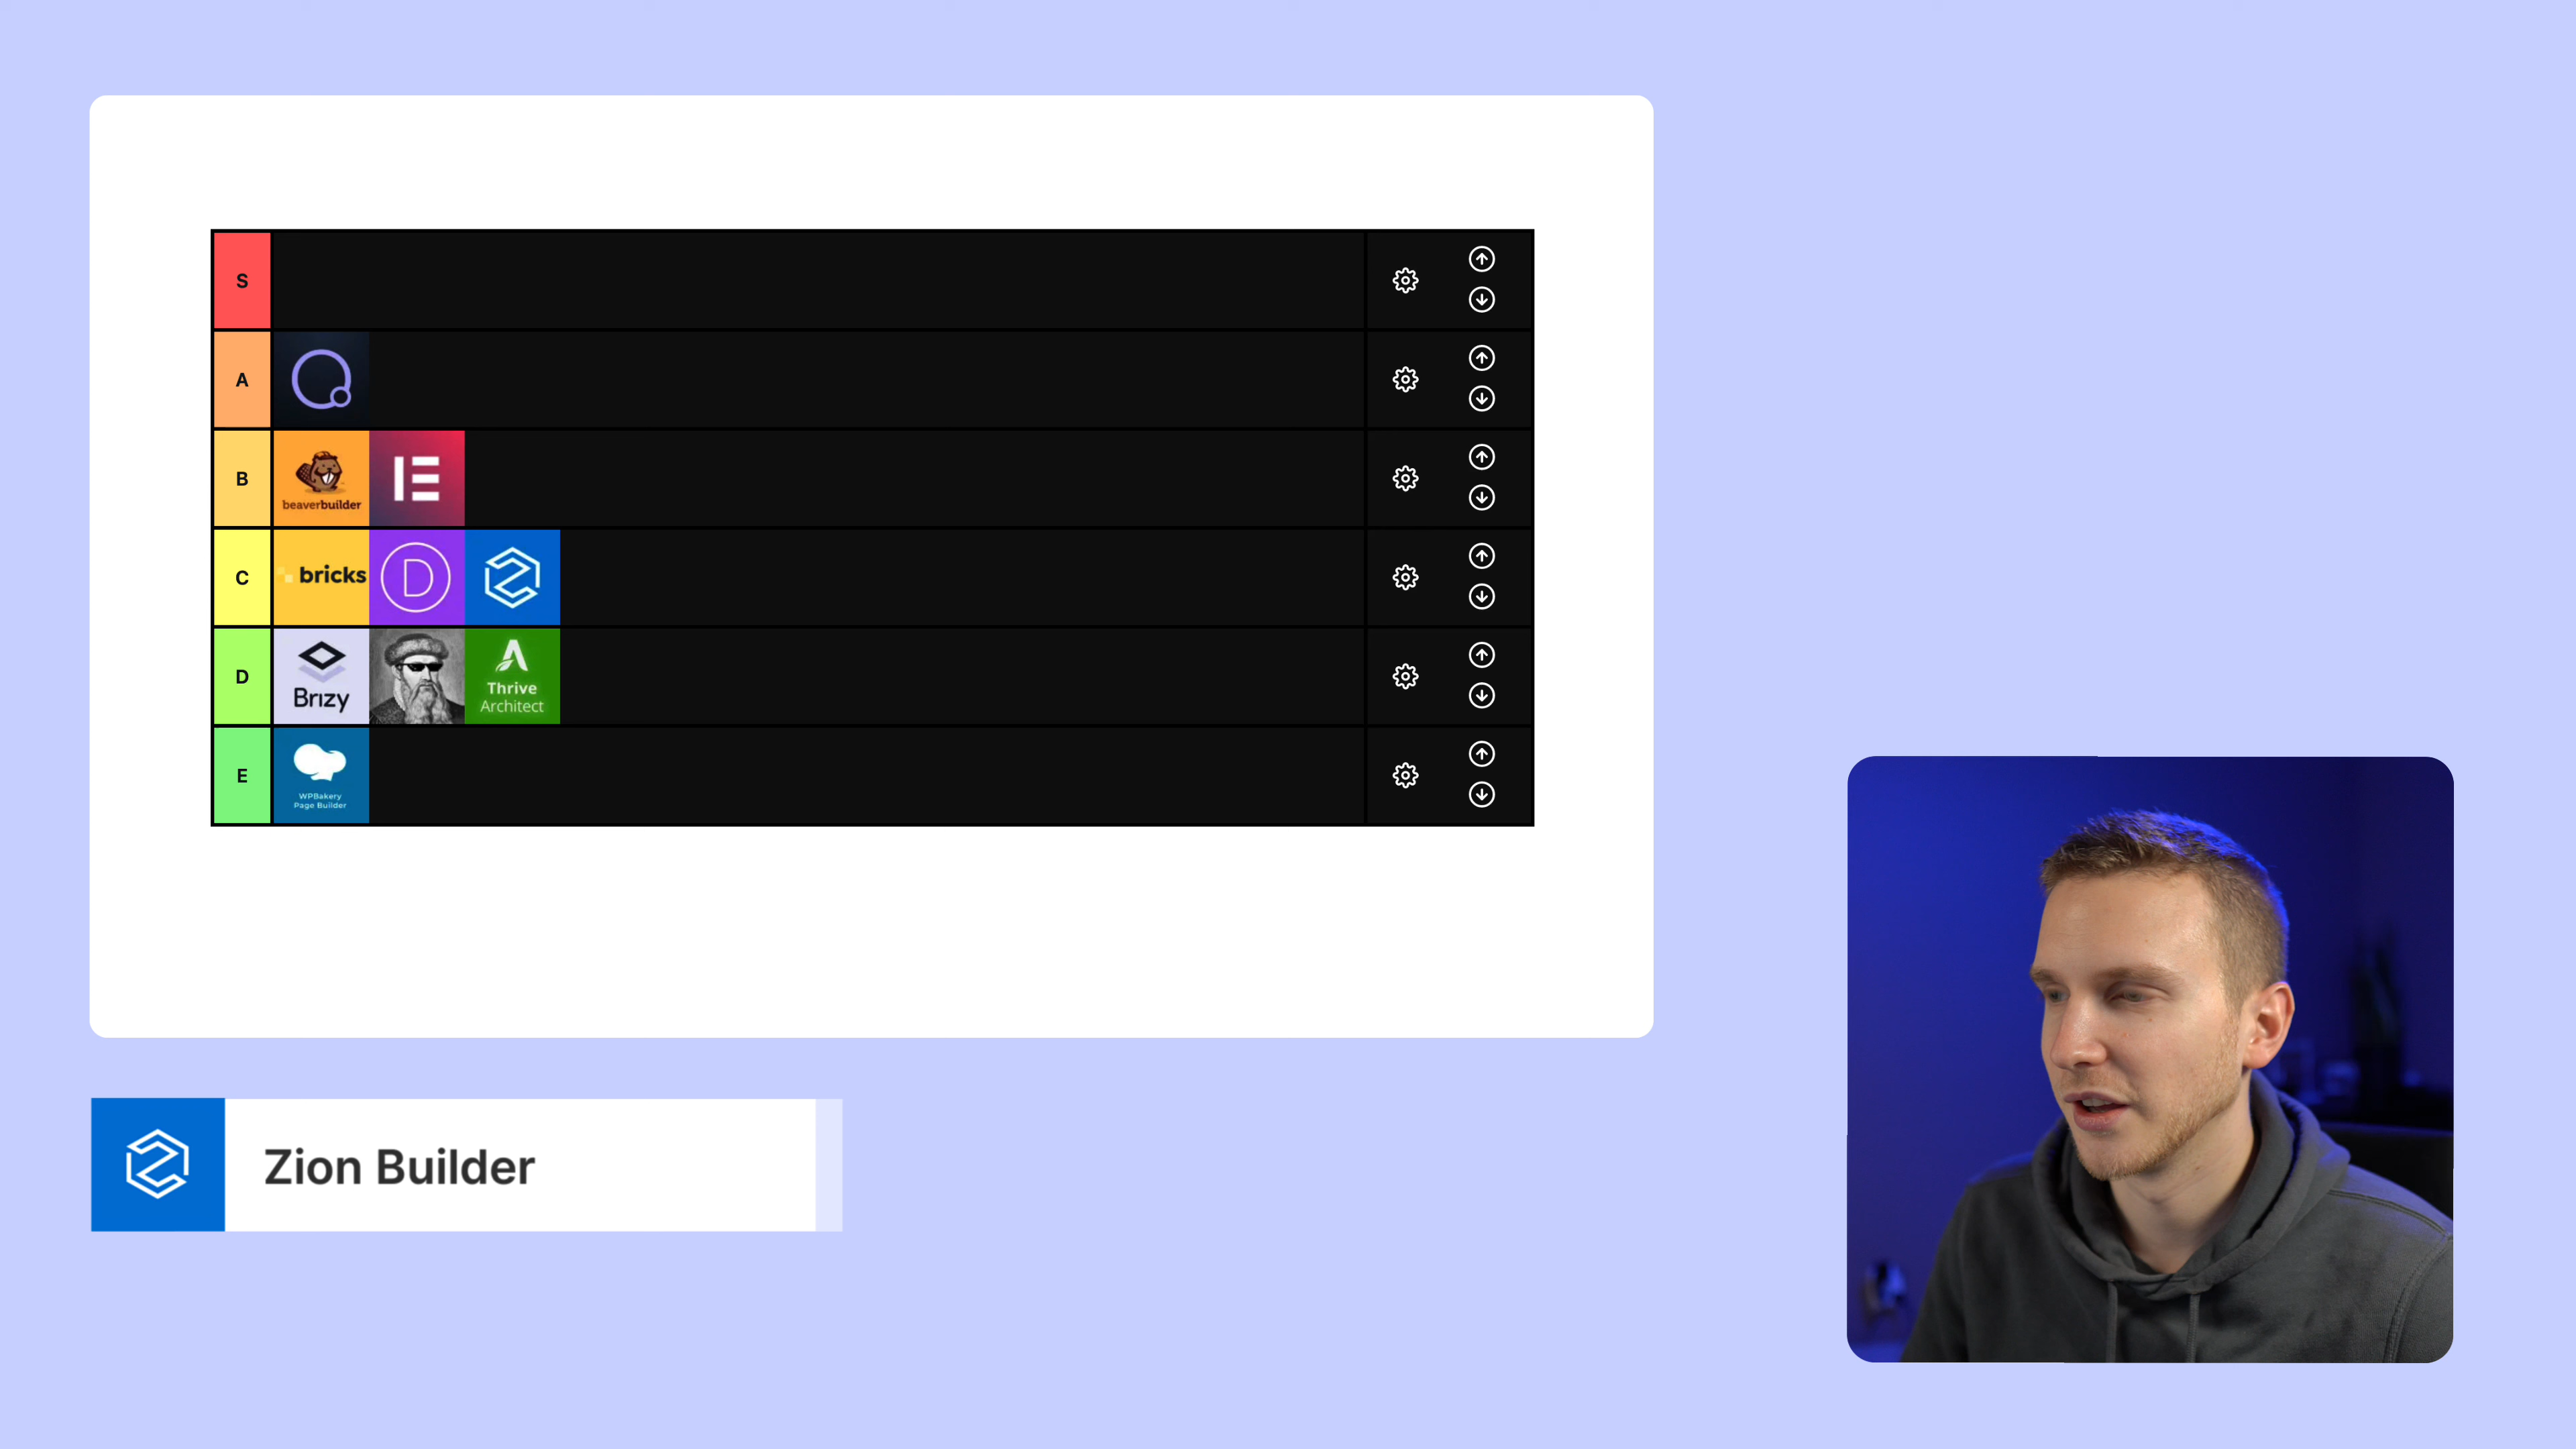 S
A
B
beaverbuilder
C
bricks
D
D
Brizy
Thrive
Architect
E
WPBakery
Page Builder
Zion Builder